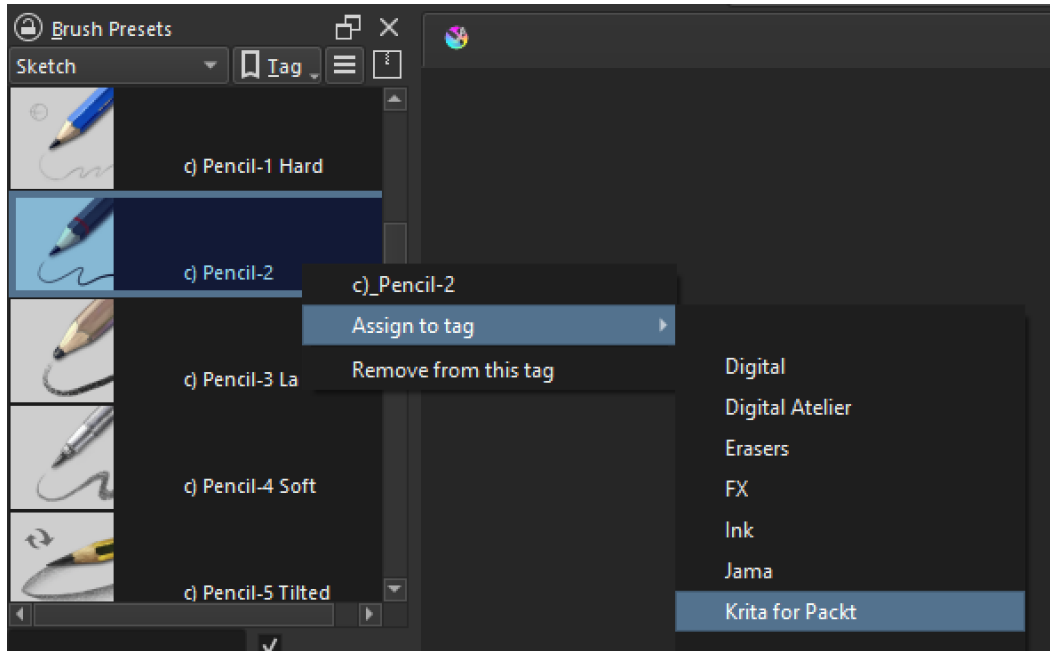 Brush Presets
Sketch
Tag
c) Pencil-1 Hard
c) Pencil-2
c)_Pencil-2
Assign to tag
Remove from this tag
c) Pencil-3 La
c) Pencil-4 Soft
c) Pencil-5 Tilted
Digital
Digital Atelier
Erasers
FX
Ink
Jama
Krita for Packt